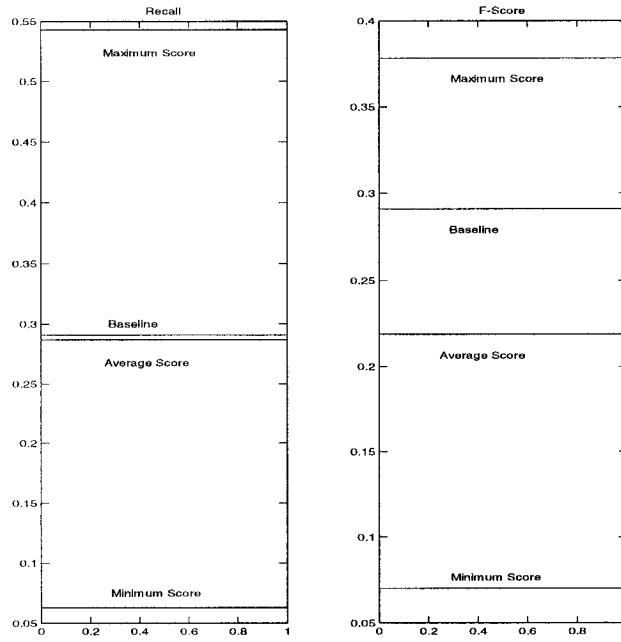 Recall
0.55
Maximum Score
0.5
0.45
0.4
0.35
Baseline
0.3
Average Score
0.25
0.2
0.15
0.1
Minimum Score
0.05
0 0.2 0.4 0.6 0.8 1
F-Score
0.4
Maximum Score
0.35
0.3
Baseline
0.25
Average Score
0.2
0.15
0.1
Minimum Score
0.05
0 0.2 0.4 0.6 0.8